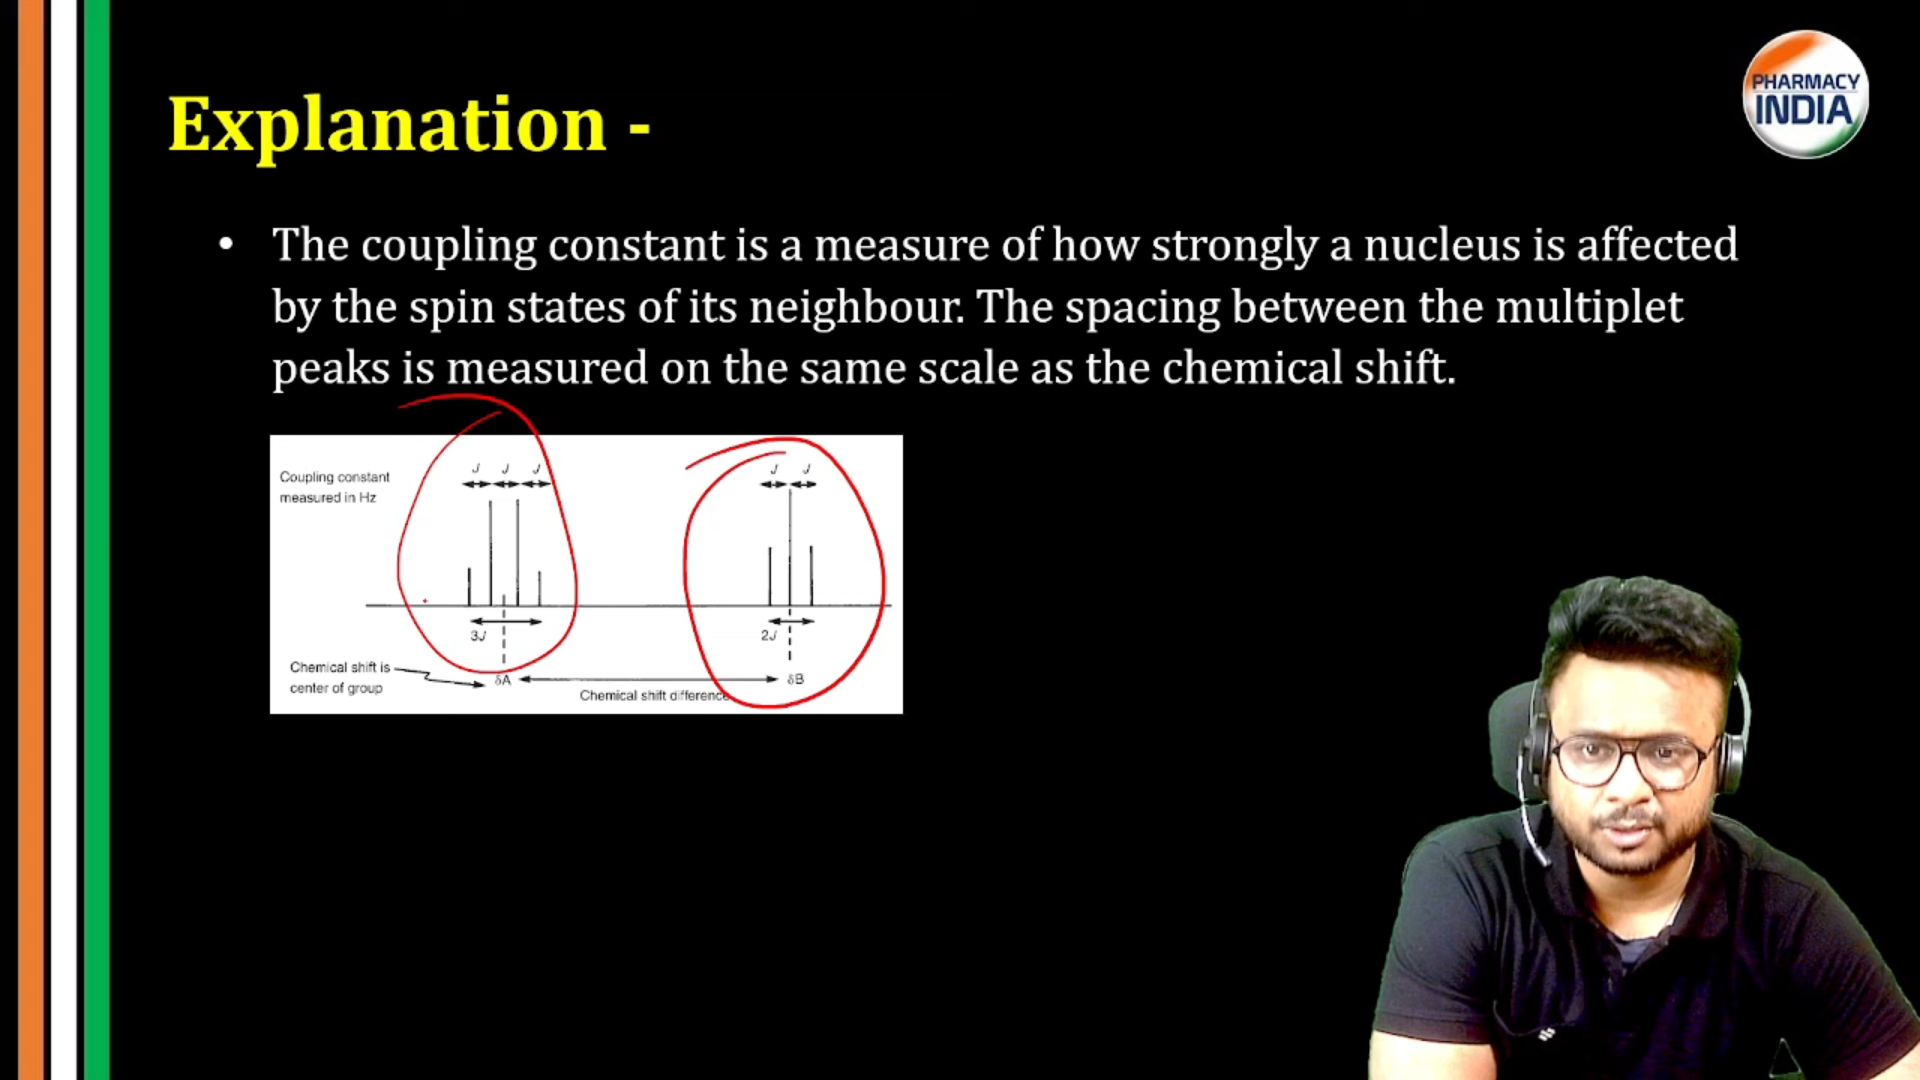 PHARMACY
INDIA
Explanation -
• The coupling constant is a measure of how strongly a nucleus is affected
by the spin states of its neighbour. The spacing between the multiplet
peaks is measured on the same scale as the chemical shift.
Coupling constant
measured in Hz
J J J
J J
3J
2J
Chemical shift is
center of group
δA
δB
Chemical shift difference